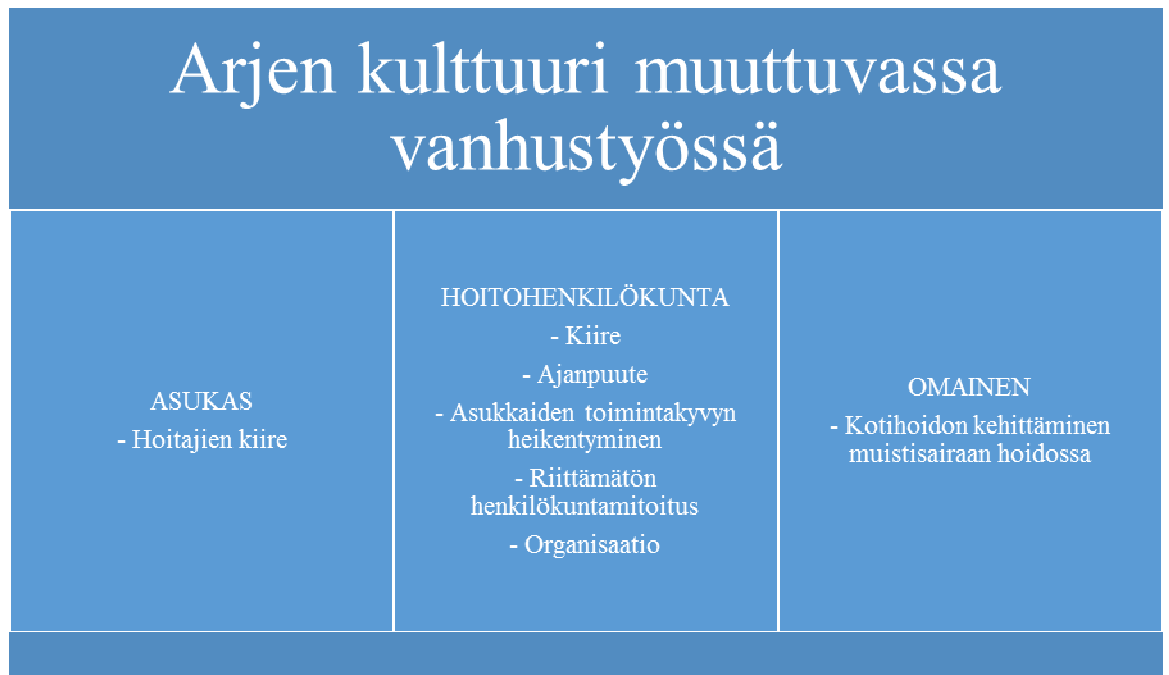 Arjen kulttuuri muuttuvassa
vanhustyössä
ASUKAS
- Hoitajien kiire
HOITOHENKILÖKUNTA
- Kiire
- Ajanpuute
- Asukkaiden toimintakyvyn
heikentyminen
- Riittämätön
henkilökuntamitoitus
- Organisaatio
OMAINEN
- Kotihoidon kehittäminen
muistisairaan hoidossa